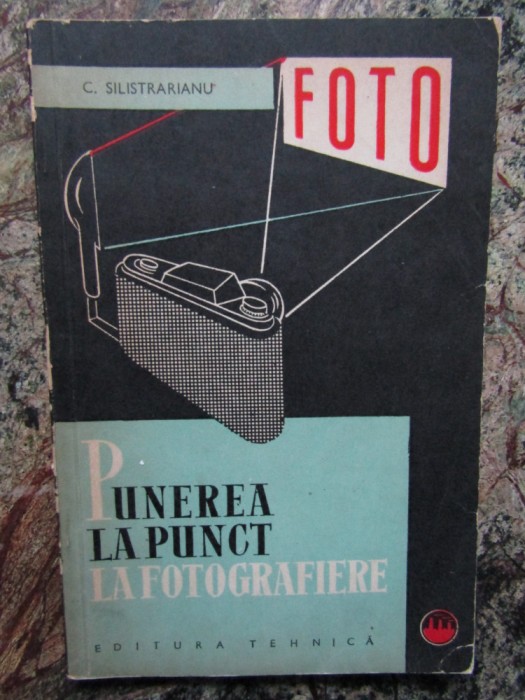 C. SILISTRARIANU
FOTO
PUNEREA
LA PUNCT
LA FOTOGRAFIERE
EDITURA TEHNICĂ